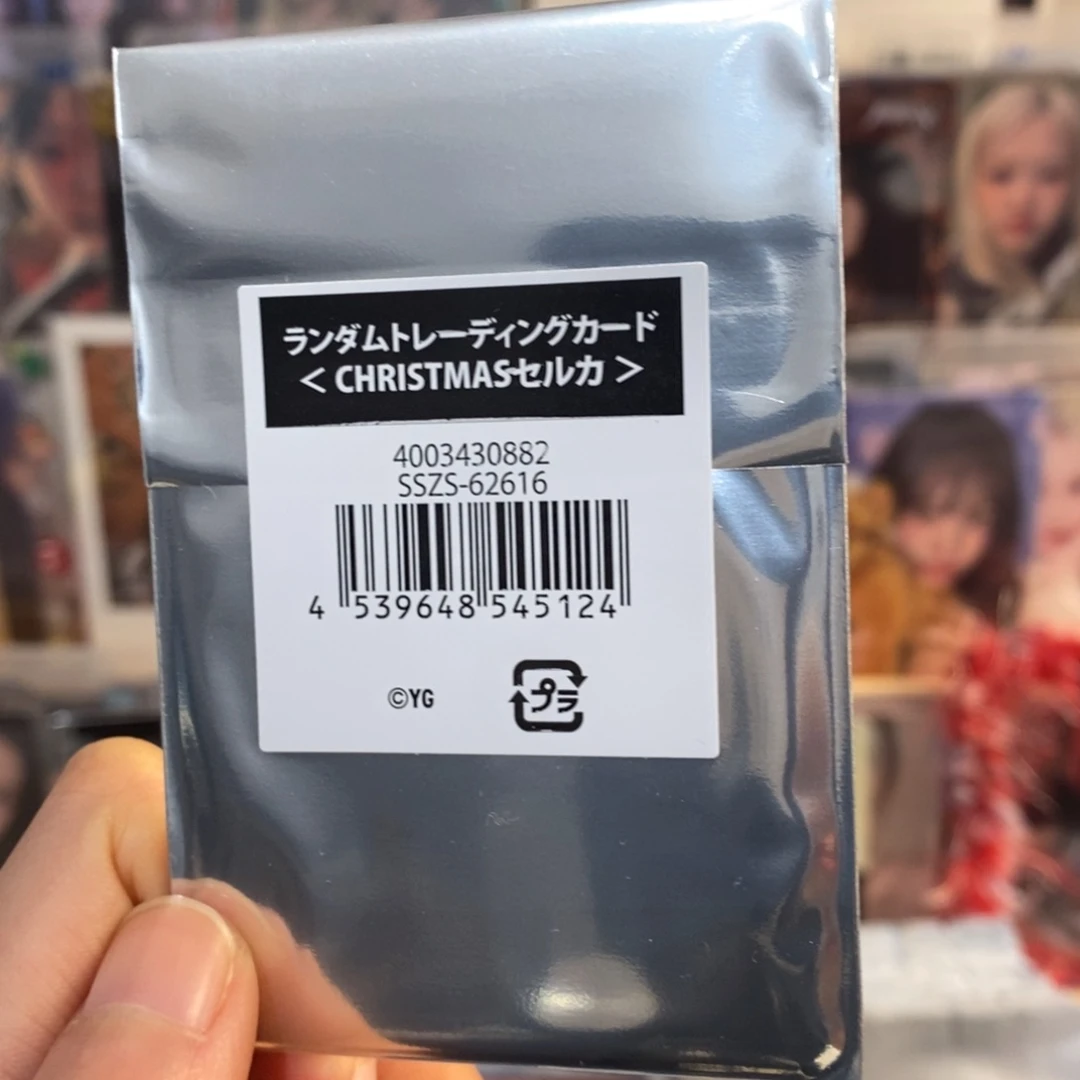 ランダムトレーディングカード
＜CHRISTMASセルカ＞
4003430882
SSZS-62616
4 539648 545124
©YG
プラ